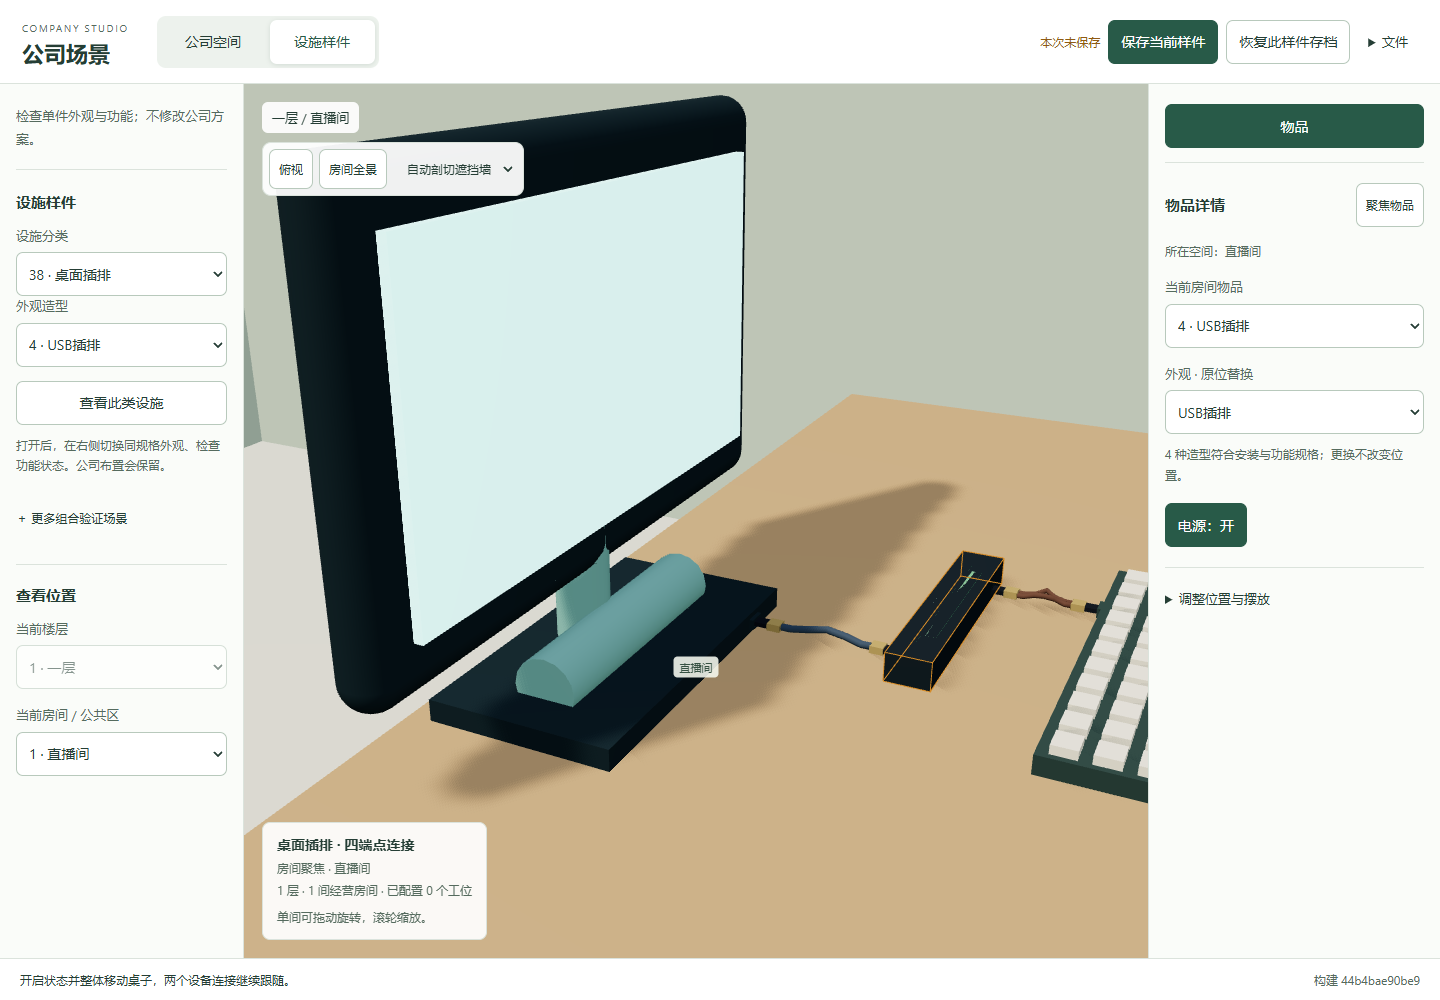 COMPANY STUDIO
公司场景
公司空间
设施样件
本次未保存
保存当前样件
恢复此样件存档
▶ 文件
检查单件外观与功能；不修改公司方
案。
设施样件
设施分类
38 · 桌面插排
外观造型
4 · USB插排
查看此类设施
打开后，在右侧切换同规格外观、检查
功能状态。公司布置会保留。
+ 更多组合验证场景
查看位置
当前楼层
1 · 一层
当前房间 / 公共区
1 · 直播间
一层 / 直播间
俯视
房间全景
自动剖切遮挡墙
直播间
桌面插排 · 四端点连接
房间聚焦 · 直播间
1 层 · 1 间经营房间 · 已配置 0 个工位
单间可拖动旋转，滚轮缩放。
物品
物品详情
聚焦物品
所在空间：直播间
当前房间物品
4 · USB插排
外观 · 原位替换
USB插排
4 种造型符合安装与功能规格；更换不改变位
置。
电源：开
▶ 调整位置与摆放
开启状态并整体移动桌子，两个设备连接继续跟随。
构建 44b4bae90be9